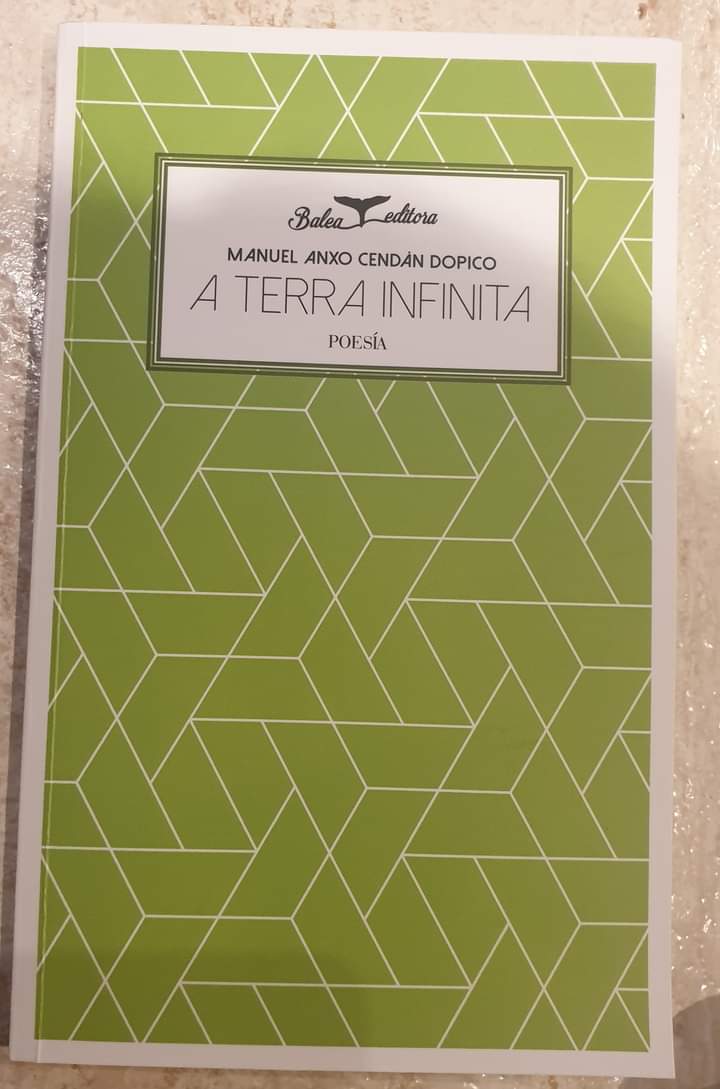 Balea editora
MANUEL ANXO CENDÁN DOPICO
A TERRA INFINITA
POESÍA